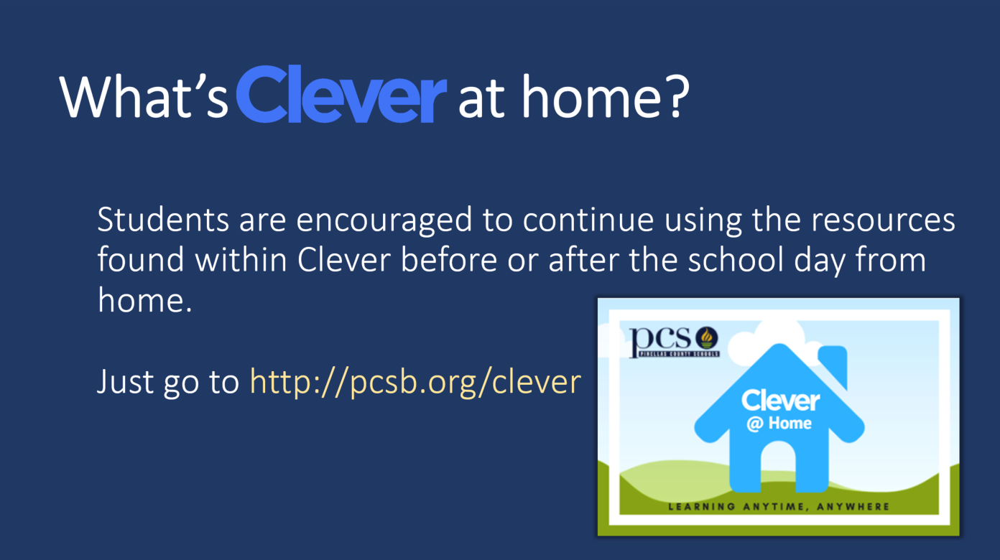 What’s Clever at home?
Students are encouraged to continue using the resources
found within Clever before or after the school day from
home.
Just go to http://pcsb.org/clever
pcs
PINELLAS COUNTY SCHOOLS
Clever
@ Home
LEARNING ANYTIME, ANYWHERE